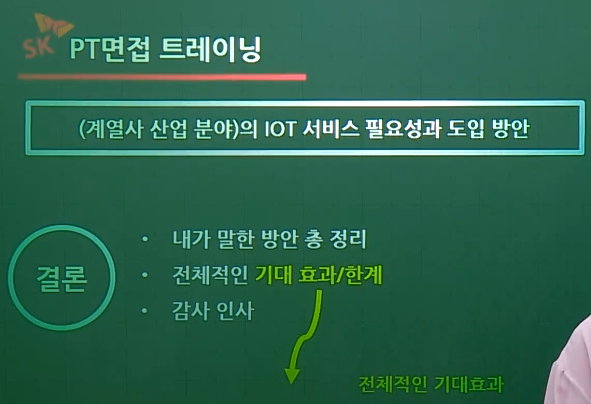 SK
PT면접 트레이닝
(계열사 산업 분야)의 IOT 서비스 필요성과 도입 방안
결론
• 내가 말한 방안 총 정리
• 전체적인 기대 효과/한계
• 감사 인사
전체적인 기대효과